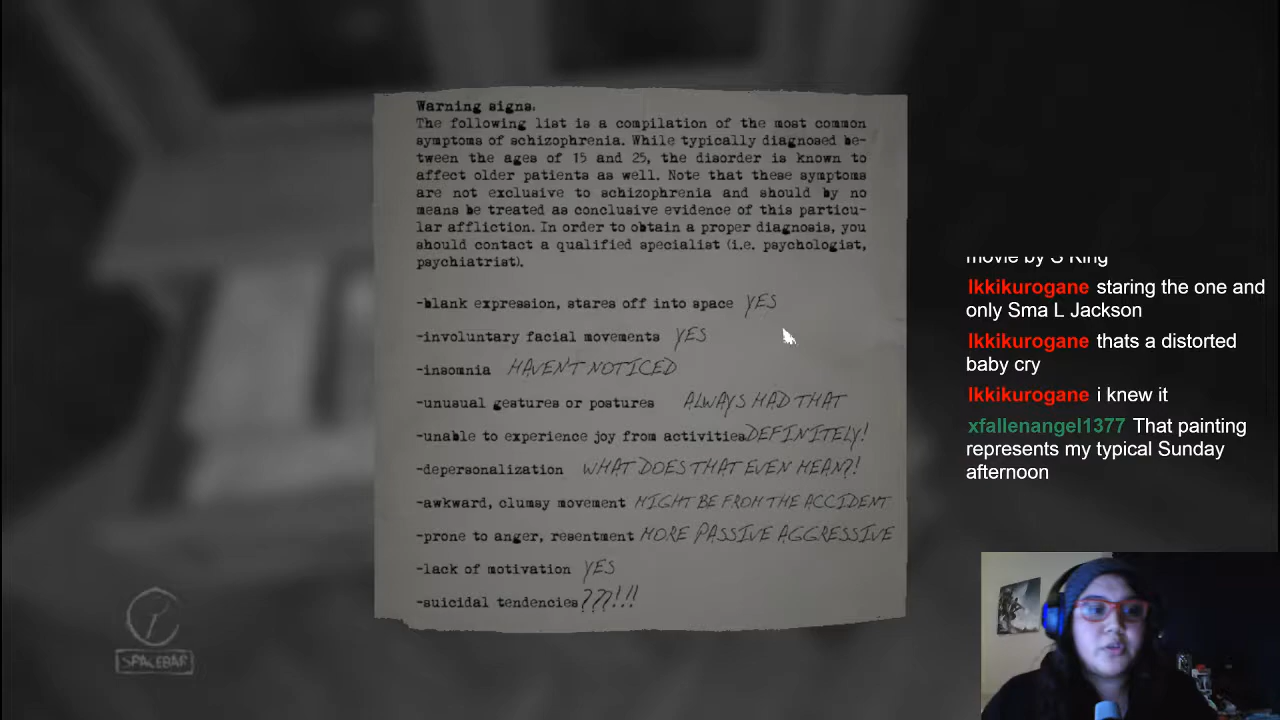 Warning signs.
The following list is a compilation of the most common
symptoms of schizophrenia. While typically diagnosed be-
tween the ages of 15 and 25, the disorder is known to
affect older patients as well. Note that these symptoms
are not exclusive to schizophrenia and should by no
means be treated as conclusive evidence of this particu-
lar affliction. In order to obtain a proper diagnosis, you
should contact a qualified specialist (i.e. psychologist,
psychiatrist).
-blank expression, stares off into space YES
-involuntary facial movements YES
-insomnia HAVEN'T NOTICED
-unusual gestures or postures ALWAYS HAD THAT
-unable to experience joy from activities DEFINITELY!
-depersonalization WHAT DOES THAT EVEN MEAN?!
-awkward, clumsy movement MIGHT BE FROM THE ACCIDENT
-prone to anger, resentment MORE PASSIVE AGGRESSIVE
-lack of motivation YES
-suicidal tendencies ???!!!
SPACEBAR
movie by S King
Ikkikurogane staring the one and
only Sma L Jackson
Ikkikurogane thats a distorted
baby cry
Ikkikurogane i knew it
xfallenangel1377 That painting
represents my typical Sunday
afternoon